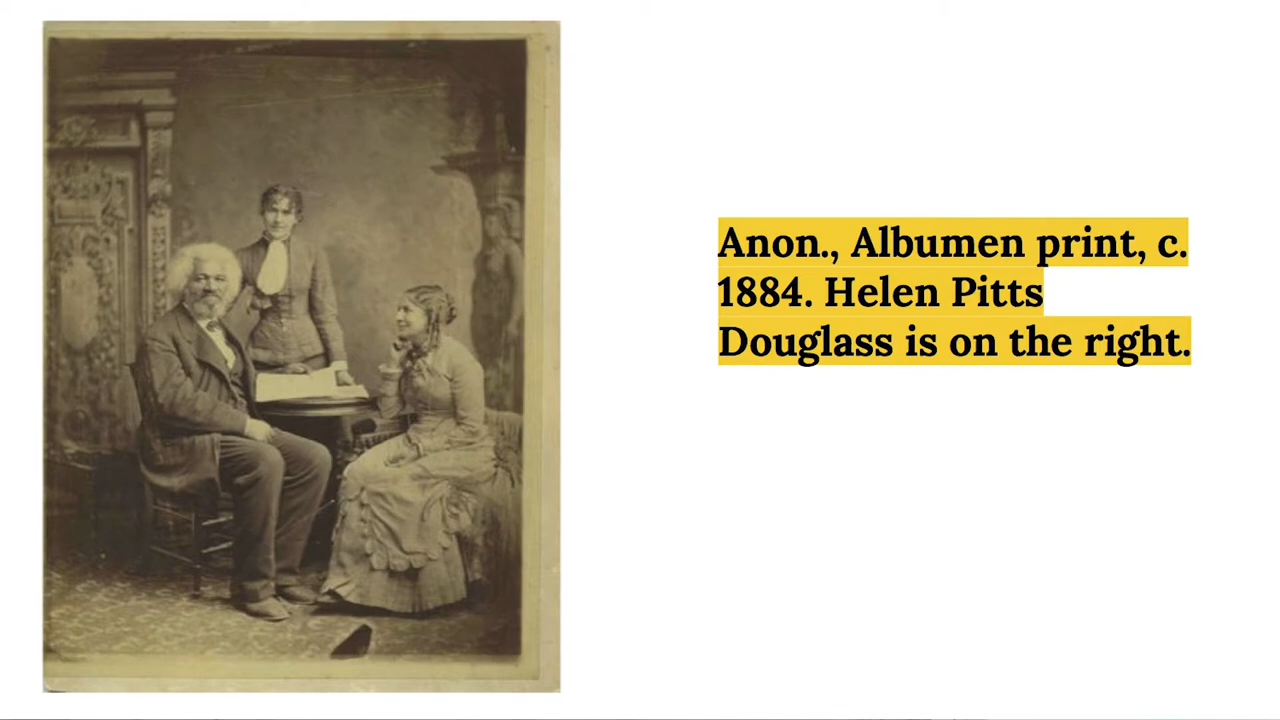 Anon., Albumen print, c.
1884. Helen Pitts
Douglass is on the right.